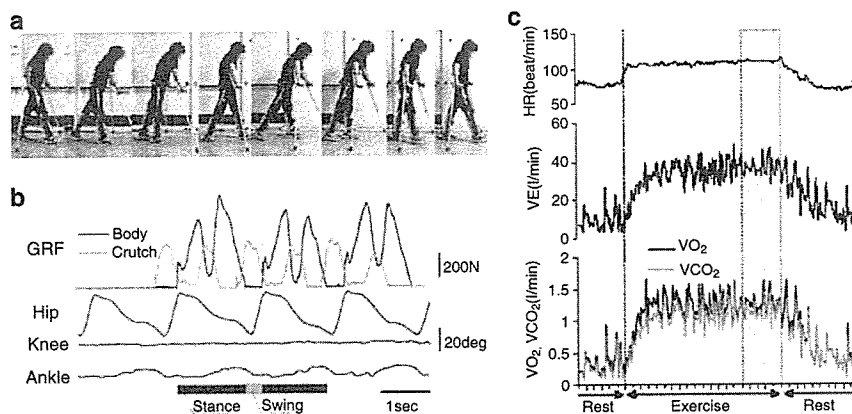 a
b
GRF
Body
Crutch
200N
Hip
Knee
20deg
Ankle
Stance
Swing
1sec
c
HR(beat/min)
150
100
50
VE(l/min)
60
40
20
0
VO2, VCO2(l/min)
VO2
VCO2
2
1.5
1
0.5
0
Rest
Exercise
Rest